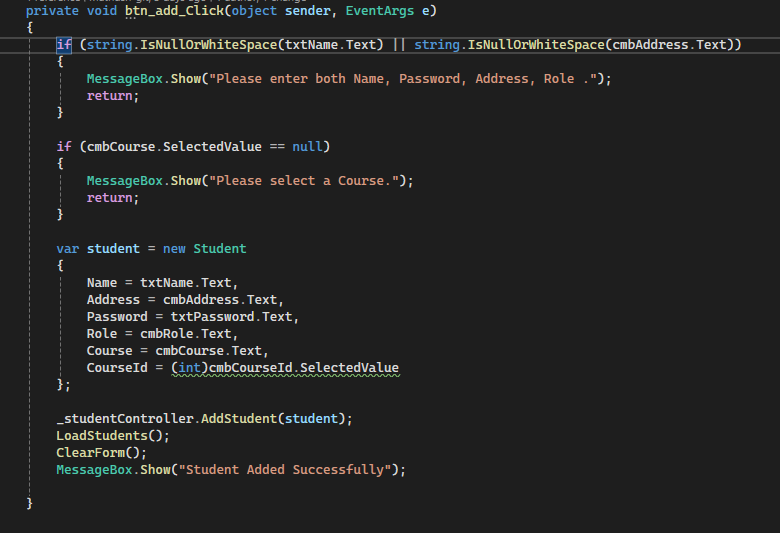 private void btn_add_Click(object sender, EventArgs e)
{
if (string.IsNullOrWhiteSpace(txtName.Text) || string.IsNullOrWhiteSpace(cmbAddress.Text))
{
MessageBox.Show("Please enter both Name, Password, Address, Role .");
return;
}
if (cmbCourse.SelectedValue == null)
{
MessageBox.Show("Please select a Course.");
return;
}
var student = new Student
{
Name = txtName.Text,
Address = cmbAddress.Text,
Password = txtPassword.Text,
Role = cmbRole.Text,
Course = cmbCourse.Text,
CourseId = (int)cmbCourseId.SelectedValue
};
_studentController.AddStudent(student);
LoadStudents();
ClearForm();
MessageBox.Show("Student Added Successfully");
}